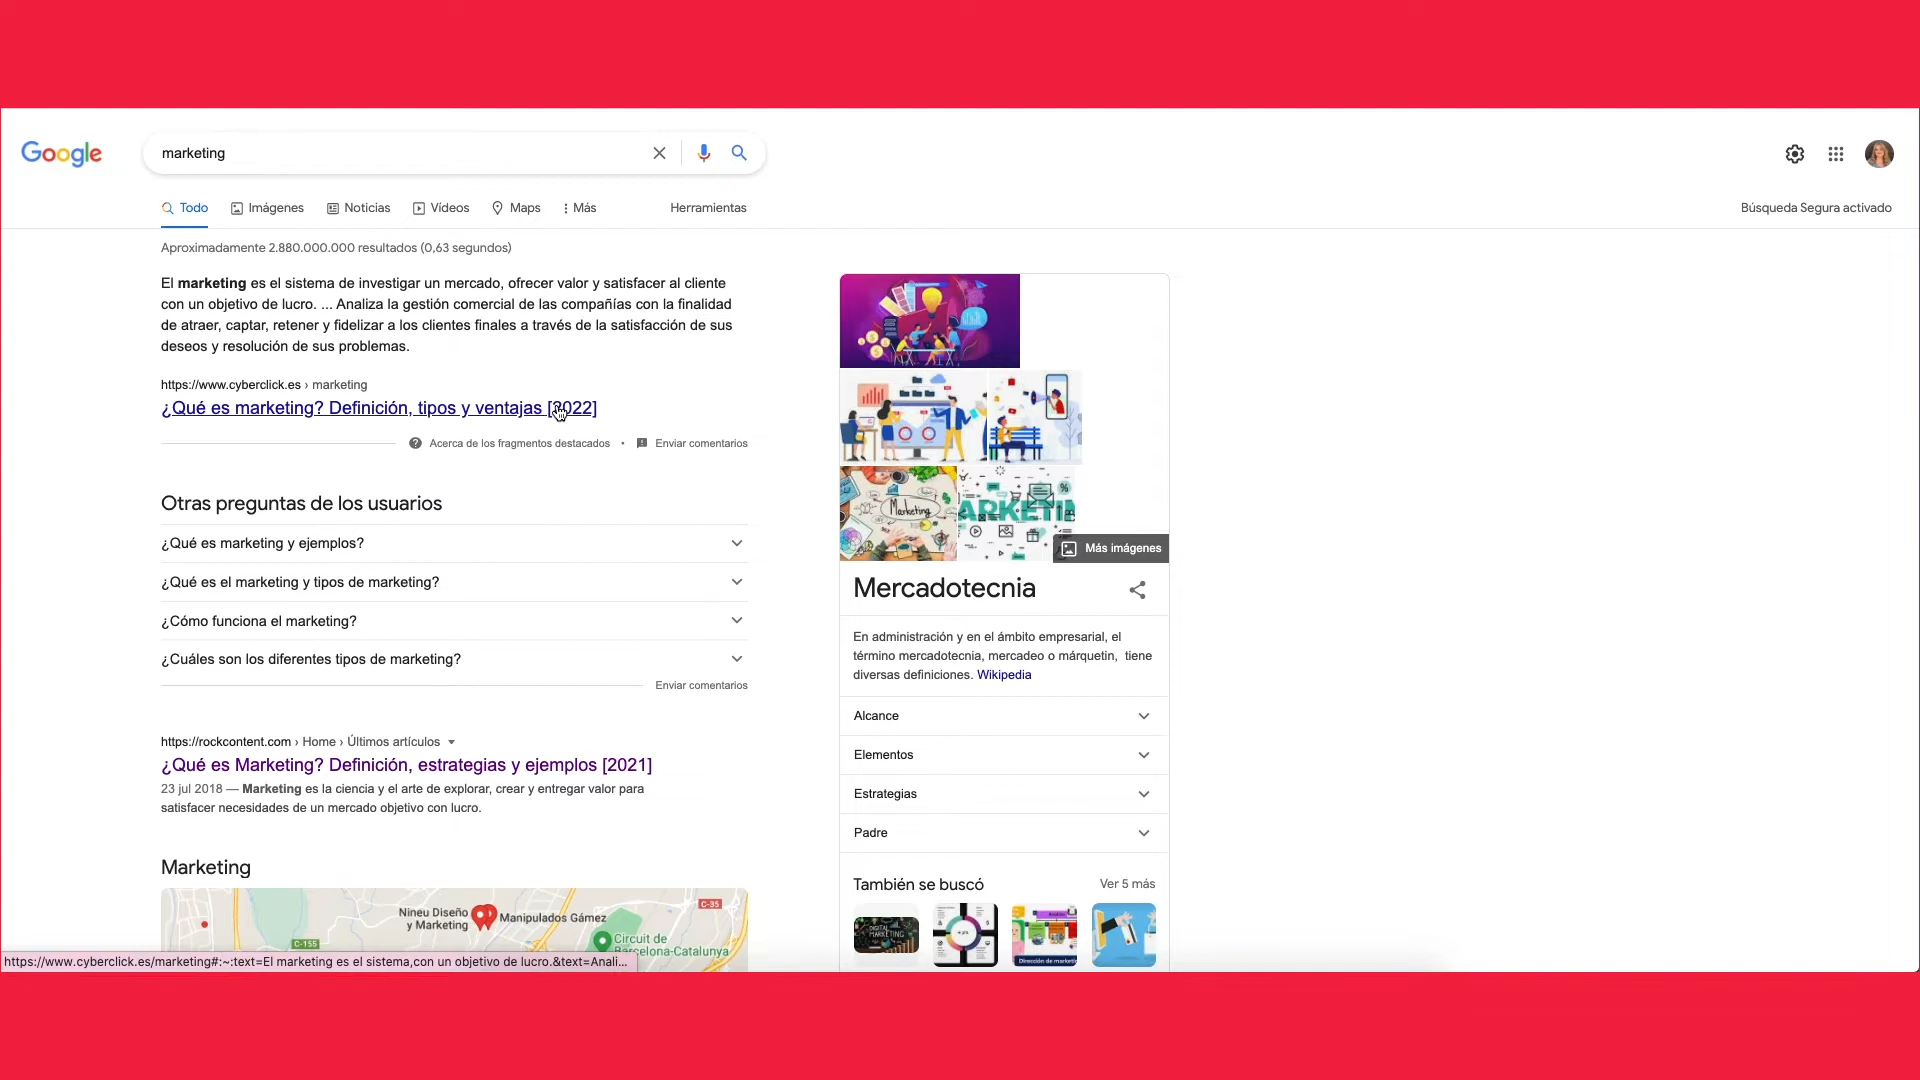 Google
marketing
Todo
Imágenes
Noticias
Vídeos
Maps
Más
Herramientas
Búsqueda Segura activado
Aproximadamente 2.880.000.000 resultados (0,63 segundos)
El marketing es el sistema de investigar un mercado, ofrecer valor y satisfacer al cliente
con un objetivo de lucro. ... Analiza la gestión comercial de las compañías con la finalidad
de atraer, captar, retener y fidelizar a los clientes finales a través de la satisfacción de sus
deseos y resolución de sus problemas.
https://www.cyberclick.es › marketing
¿Qué es marketing? Definición, tipos y ventajas [2022]
Acerca de los fragmentos destacados • Enviar comentarios
Otras preguntas de los usuarios
¿Qué es marketing y ejemplos?
¿Qué es el marketing y tipos de marketing?
¿Cómo funciona el marketing?
¿Cuáles son los diferentes tipos de marketing?
Enviar comentarios
https://rockcontent.com › Home › Últimos artículos
¿Qué es Marketing? Definición, estrategias y ejemplos [2021]
23 jul 2018 — Marketing es la ciencia y el arte de explorar, crear y entregar valor para
satisfacer necesidades de un mercado objetivo con lucro.
Marketing
Nineu Diseño
y Marketing
Manipulados Gámez
C-35
C-155
Circuit de
Barcelona-Catalunya
https://www.cyberclick.es/marketing#:~:text=El marketing es el sistema,con un objetivo de lucro.&text=Anali...
Marketing
MARKETIN
Más imágenes
Mercadotecnia
En administración y en el ámbito empresarial, el
término mercadotecnia, mercadeo o márquetin, tiene
diversas definiciones. Wikipedia
Alcance
Elementos
Estrategias
Padre
También se buscó
Ver 5 más
DIGITAL
MARKETING
Dirección de marketin